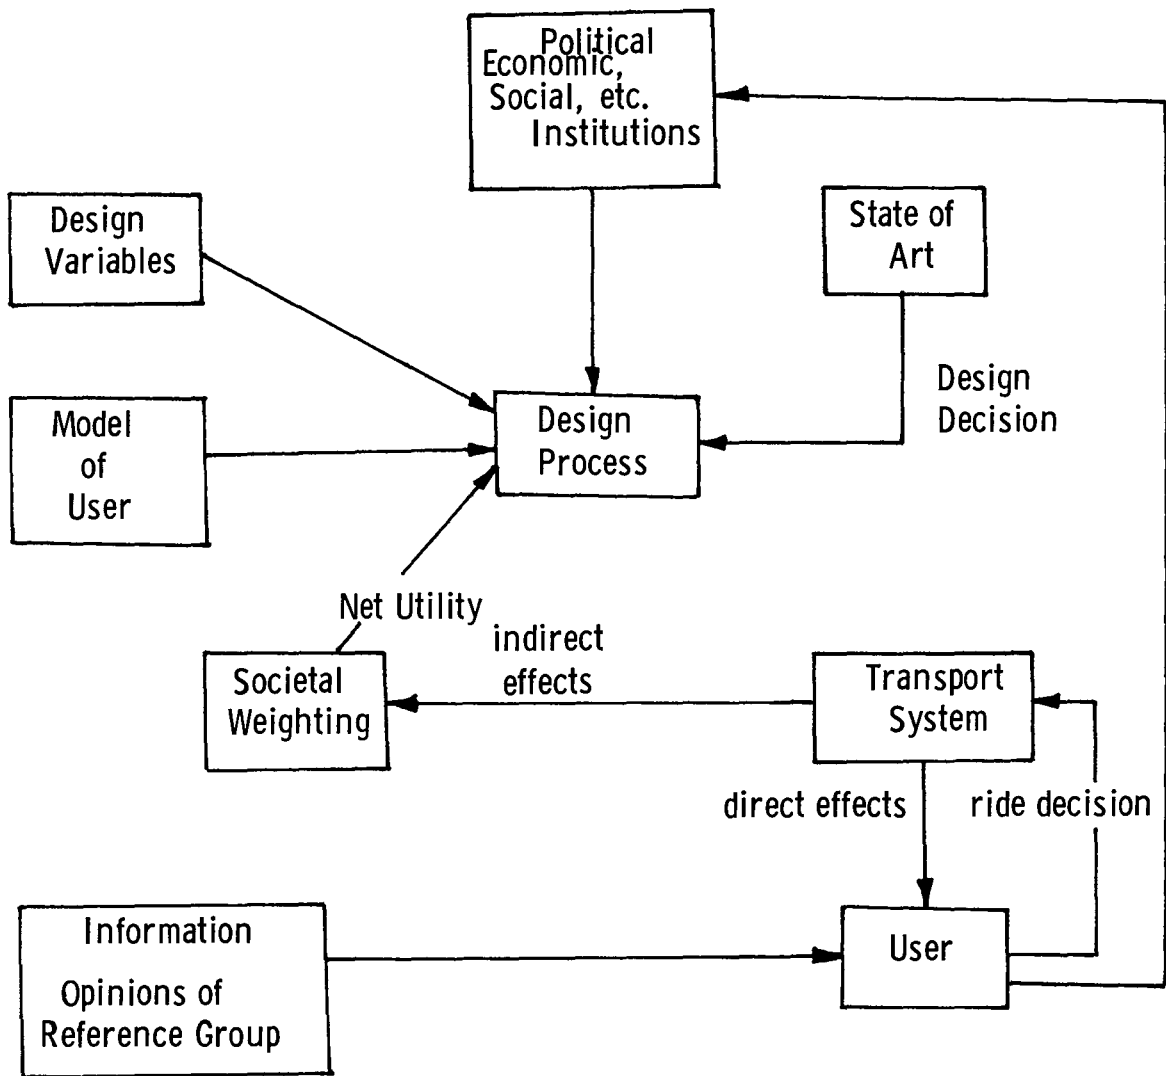 Political
Economic,
Social, etc.
Institutions
Design
Variables
State of
Art
Model
of
User
Design
Process
Design
Decision
Net Utility
indirect
effects
Societal
Weighting
Transport
System
direct effects
ride decision
Information
Opinions of
Reference Group
User